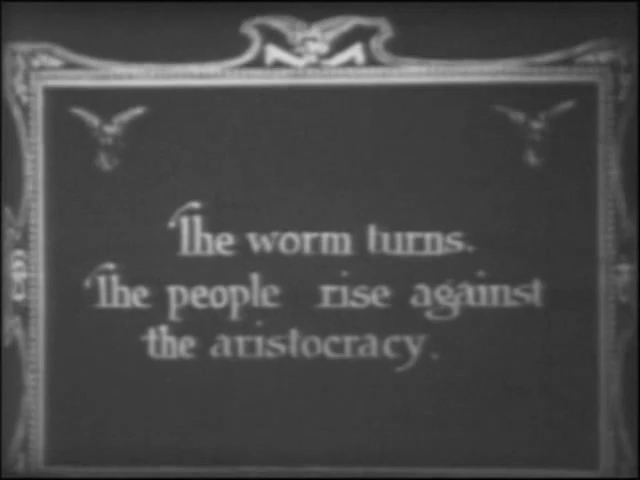 The worm turns.
The people rise against
the aristocracy.